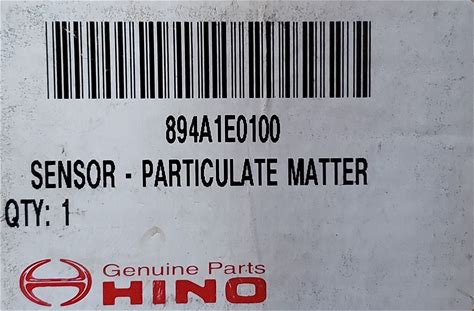 894A1E0100
SENSOR - PARTICULATE MATTER
QTY: 1
Genuine Parts
HINO